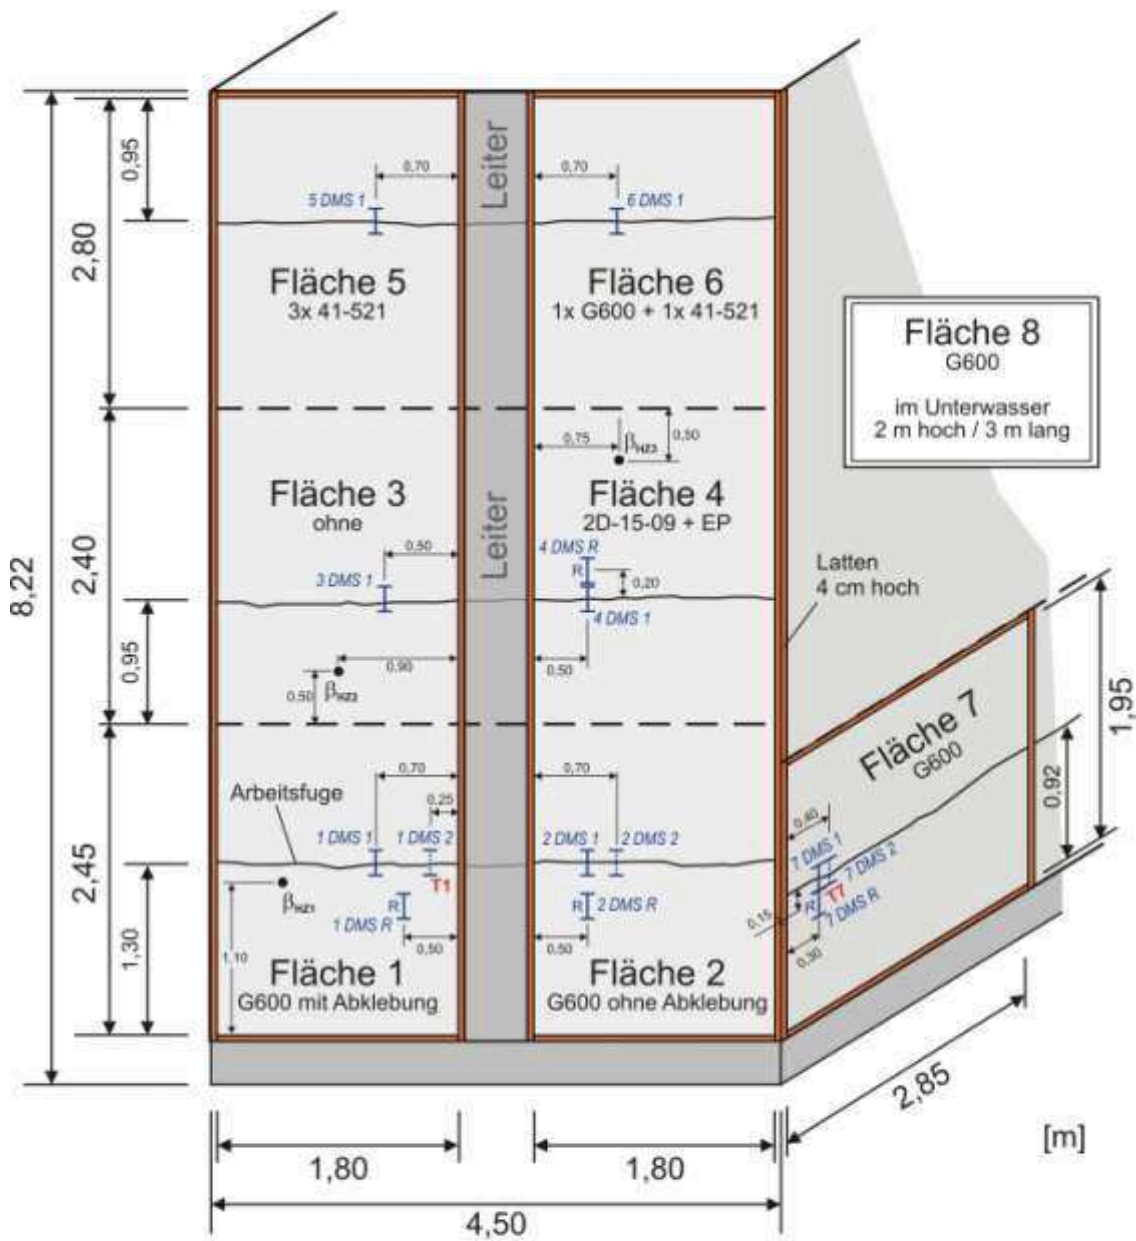 Leiter
0,95
0,70
0,70
5 DMS 1
6 DMS 1
2,80
Fläche 5
3x 41-521
Fläche 6
1x G600 + 1x 41-521
Fläche 8
G600
im Unterwasser
2 m hoch / 3 m lang
0,75
βHZ3
0,50
Fläche 3
ohne
Leiter
Fläche 4
2D-15-09 + EP
8,22
2,40
0,50
3 DMS 1
4 DMS R
R
0,20
4 DMS 1
Latten
4 cm hoch
0,95
0,90
0,50
βHZ2
0,50
1,95
Fläche 7
G600
0,92
0,70
0,25
0,70
Arbeitsfuge
1 DMS 1
1 DMS 2
2 DMS 1
2 DMS 2
0,40
7 DMS 1
7 DMS 2
2,45
T1
T7
βHZ1
R
1 DMS R
R
2 DMS R
0,15
R
7 DMS R
1,30
1,10
0,50
0,50
0,30
Fläche 1
G600 mit Abklebung
Fläche 2
G600 ohne Abklebung
2,85
[m]
1,80
1,80
4,50